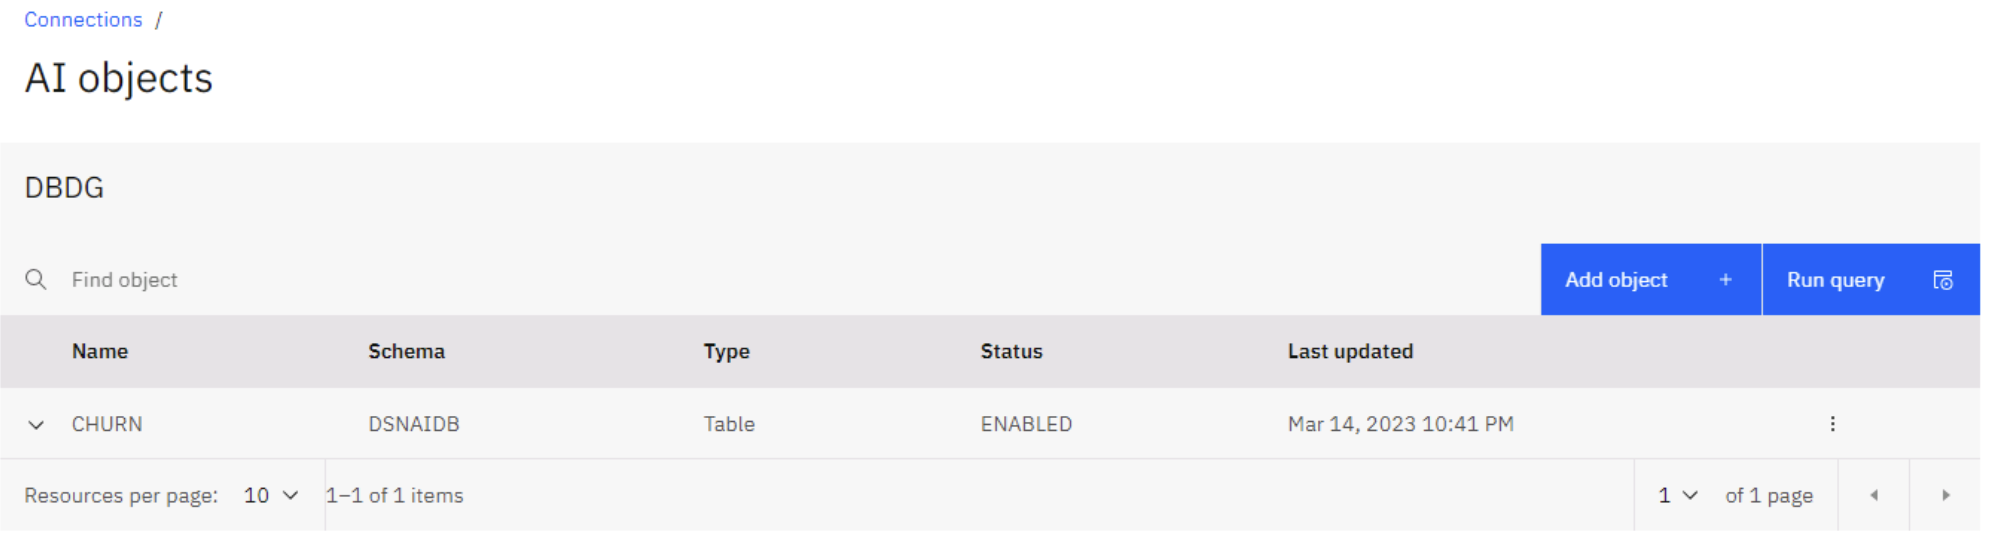 Connections /
AI objects
DBDG
Find object Add object + Run query
Name Schema Type Status Last updated
CHURN DSNAIDB Table ENABLED Mar 14, 2023 10:41 PM
Resources per page: 10 1–1 of 1 items 1 of 1 page